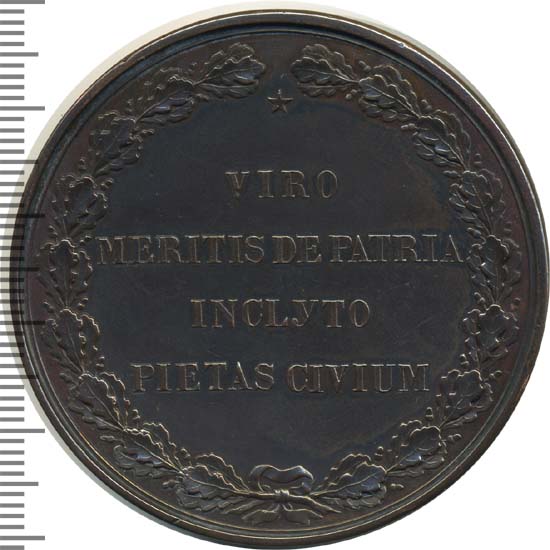 VIRO
MERITIS DE PATRIA
INCLYTO
PIETAS CIVIUM